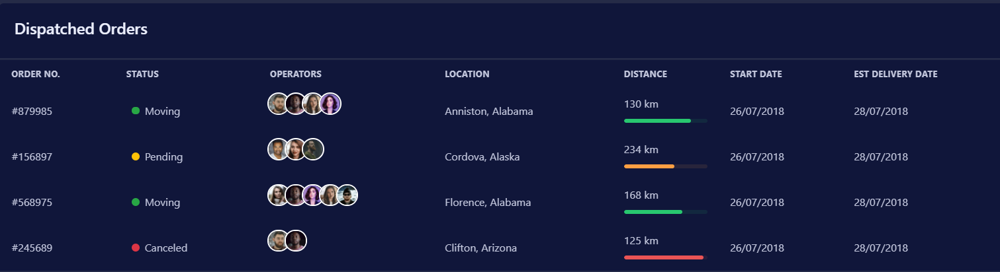 Dispatched Orders
ORDER NO. STATUS OPERATORS LOCATION DISTANCE START DATE EST DELIVERY DATE
#879985 Moving Anniston, Alabama 130 km 26/07/2018 28/07/2018
#156897 Pending Cordova, Alaska 234 km 26/07/2018 28/07/2018
#568975 Moving Florence, Alabama 168 km 26/07/2018 28/07/2018
#245689 Canceled Clifton, Arizona 125 km 26/07/2018 28/07/2018